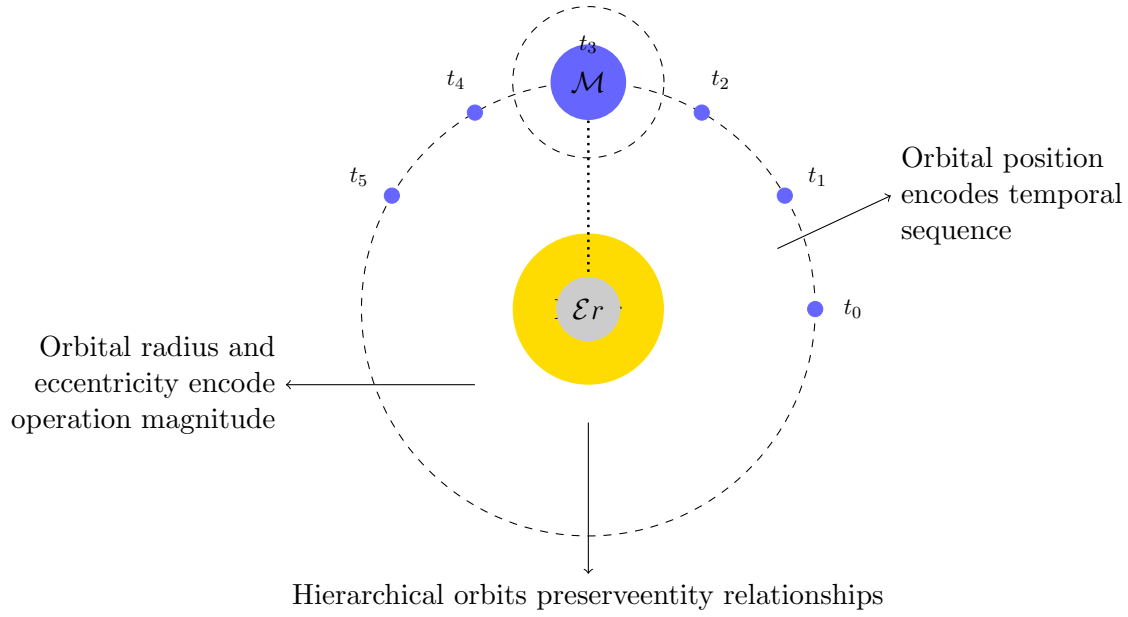 t₃
ℳ
t₄
t₂
t₅
t₁
Orbital position
encodes temporal
sequence
ℰr
t₀
Orbital radius and
eccentricity encode
operation magnitude
Hierarchical orbits preserveentity relationships